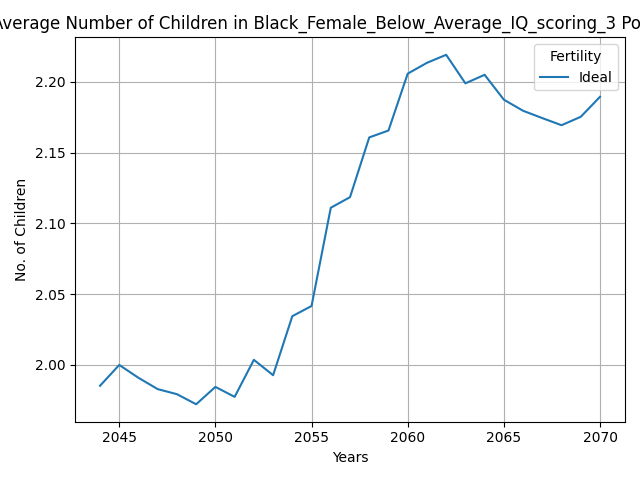 Average Number of Children in Black_Female_Below_Average_IQ_scoring_3 Po
Fertility
Ideal
2.20
2.15
2.10
2.05
2.00
No. of Children
2045 2050 2055 2060 2065 2070
Years